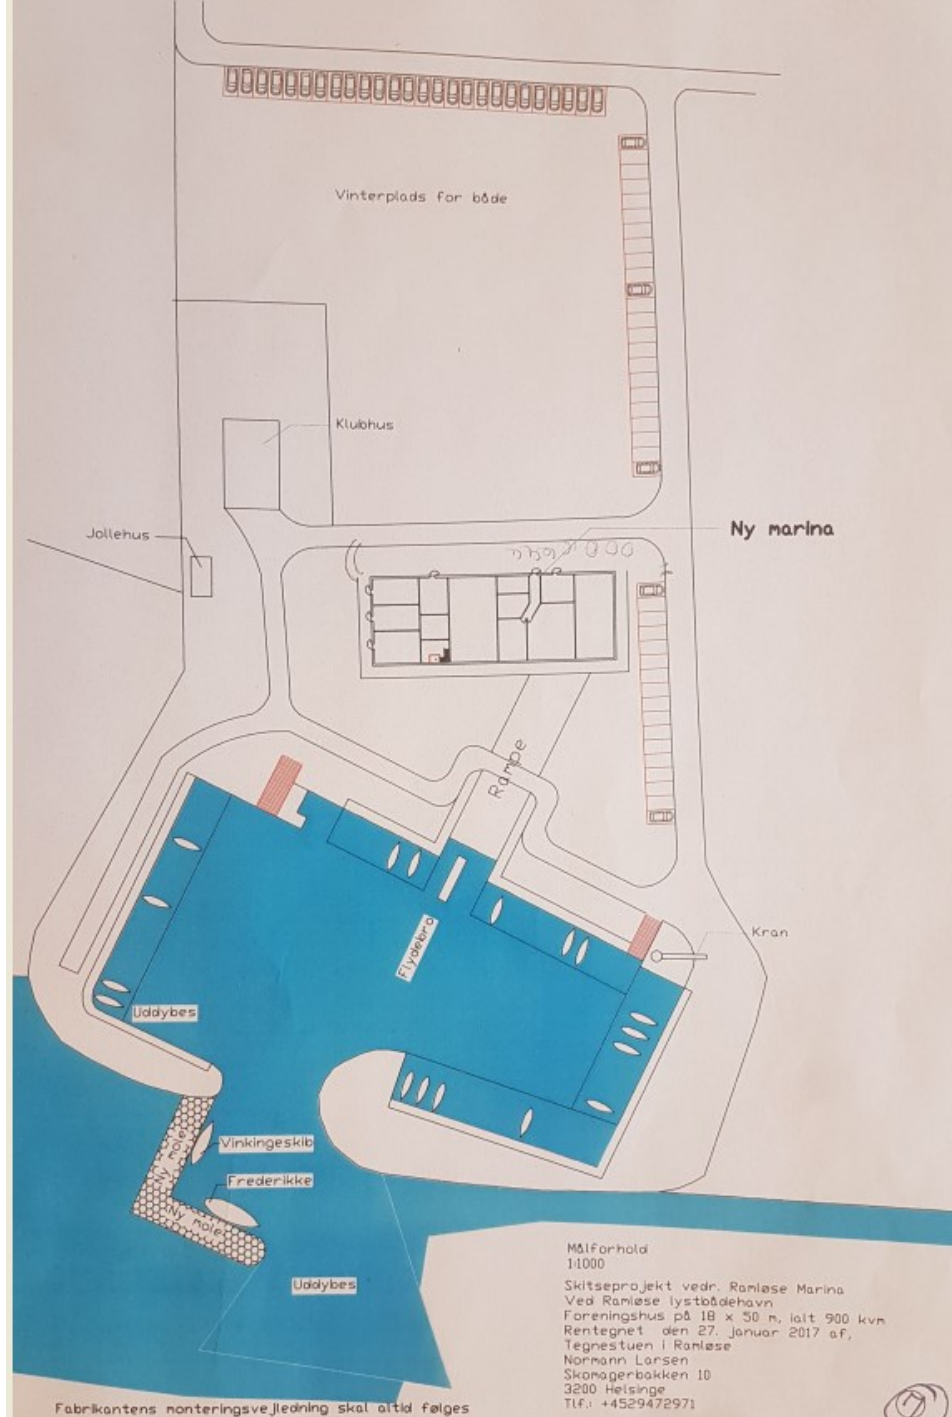 Vinterplads for både
Klubhus
Jollehus
Ny marina
Rampe
Flydebro
Kran
Uddybes
Vinkingeskib
Ny mole
Frederikke
Ny mole
Uddybes
Målforhold
1:1000
Skitseprojekt vedr. Ramløse Marina
Ved Ramløse lystbådehavn
Foreningshus på 18 x 50 m, ialt 900 kvm
Rentegnet den 27. januar 2017 af,
Tegnestuen i Ramløse
Normann Larsen
Skomagerbakken 10
3200 Helsinge
Tlf.: +4529472971
Fabrikantens monteringsvejledning skal altid følges